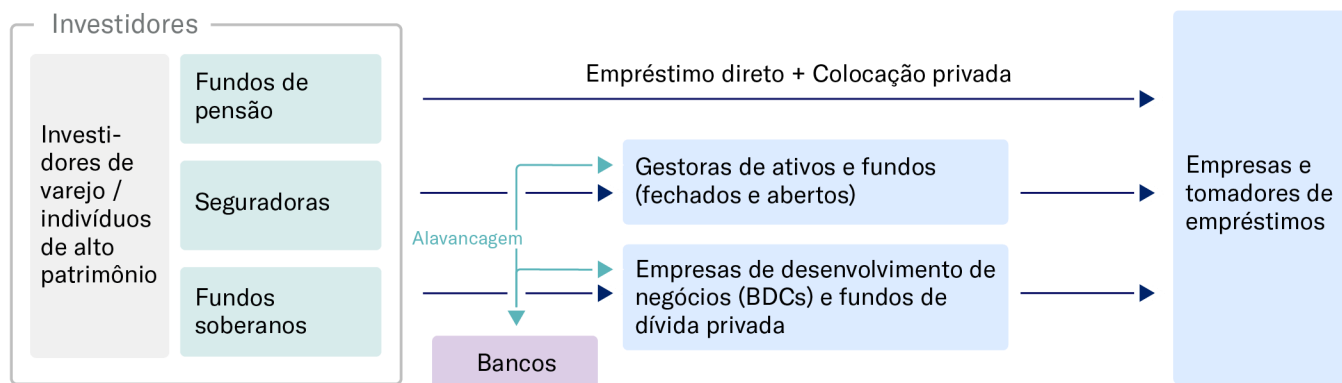 Investidores
Investi-
dores de
varejo /
indivíduos
de alto
patrimônio
Fundos de
pensão
Seguradoras
Fundos
soberanos
Empréstimo direto + Colocação privada
Alavancagem
Gestoras de ativos e fundos
(fechados e abertos)
Empresas de desenvolvimento de
negócios (BDCs) e fundos de
dívida privada
Bancos
Empresas e
tomadores de
empréstimos